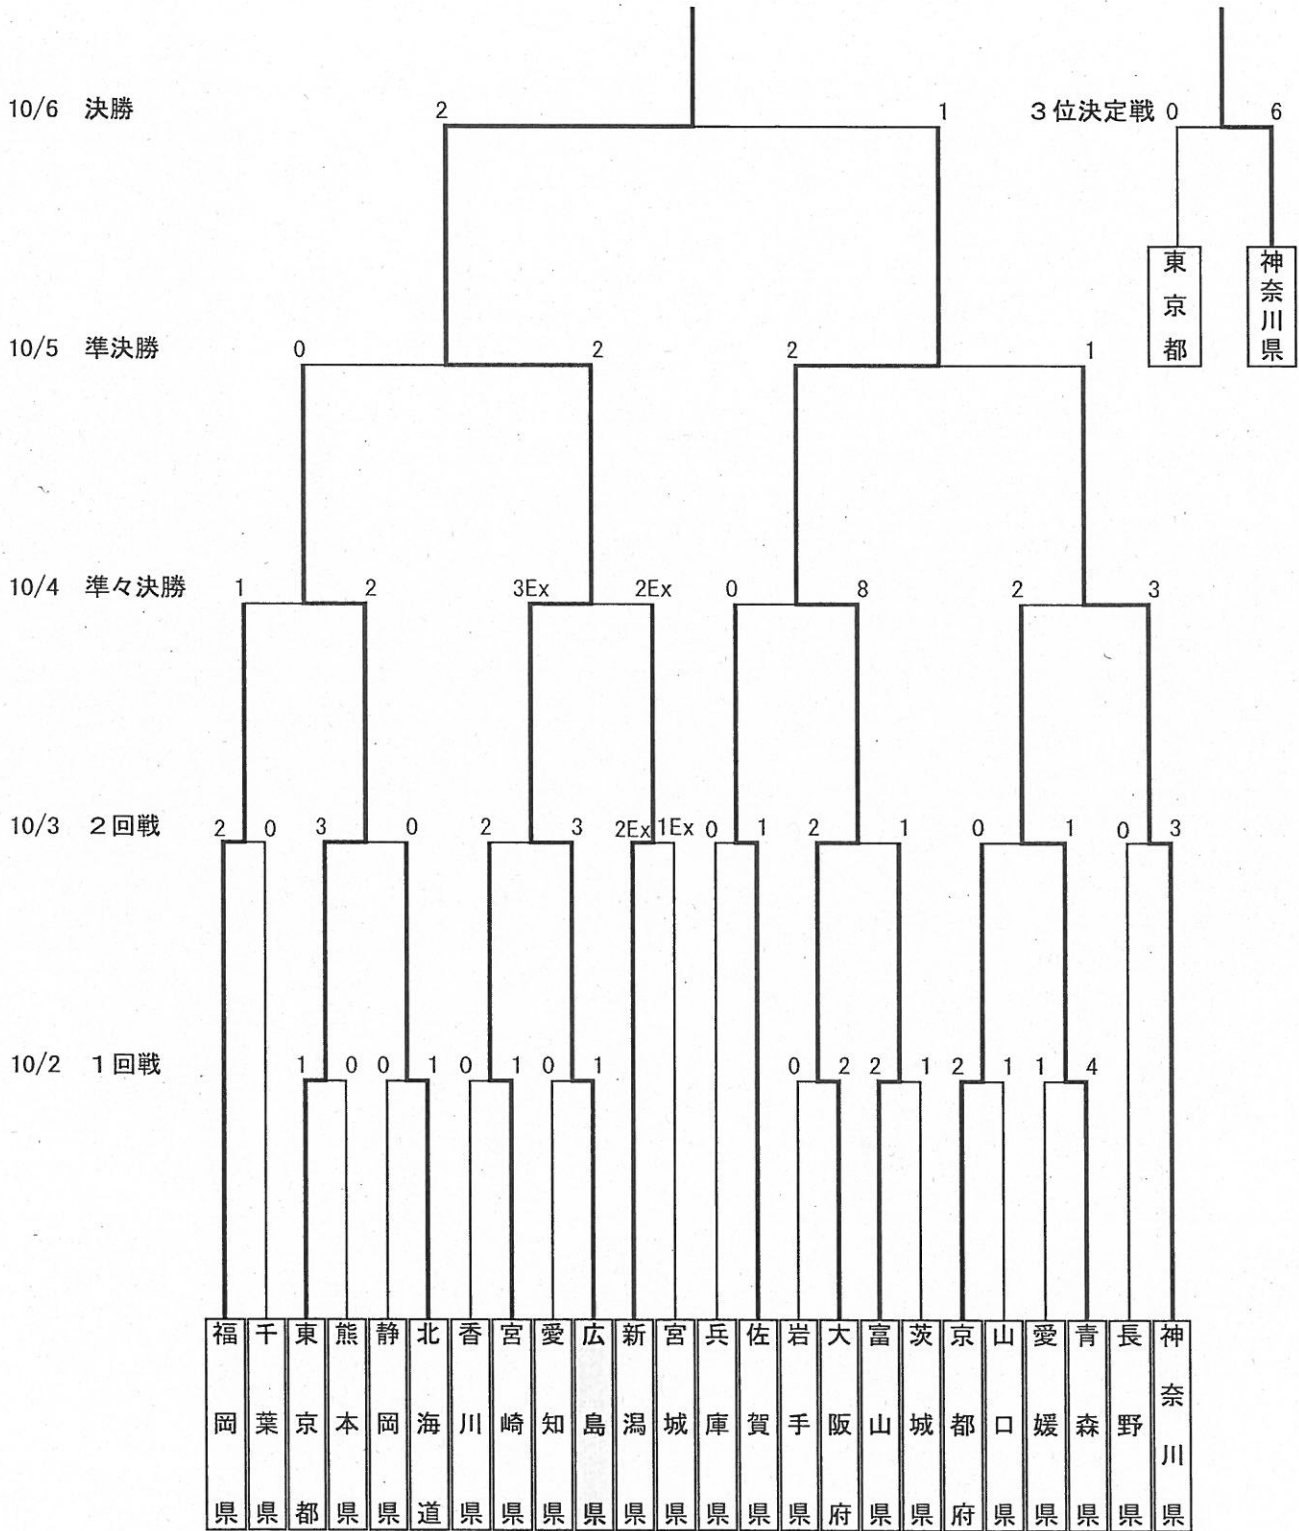 10/6 決勝 2 1 3位決定戦 0 6
東京都 神奈川県
10/5 準決勝 0 2 2 1
10/4 準々決勝 1 2 3Ex 2Ex 0 8 2 3
10/3 2回戦 2 0 3 0 2 3 2Ex 1Ex 0 1 2 1 0 1 0 3
10/2 1回戦 1 0 0 1 0 1 0 1 0 2 2 1 2 1 1 4
福岡県 千葉県 東京都 熊本県 静岡県 北海道 香川県 宮崎県 愛知県 広島県 新潟県 宮城県 兵庫県 佐賀県 岩手県 大阪府 富山県 茨城県 京都府 山口県 愛媛県 青森県 長野県 神奈川県